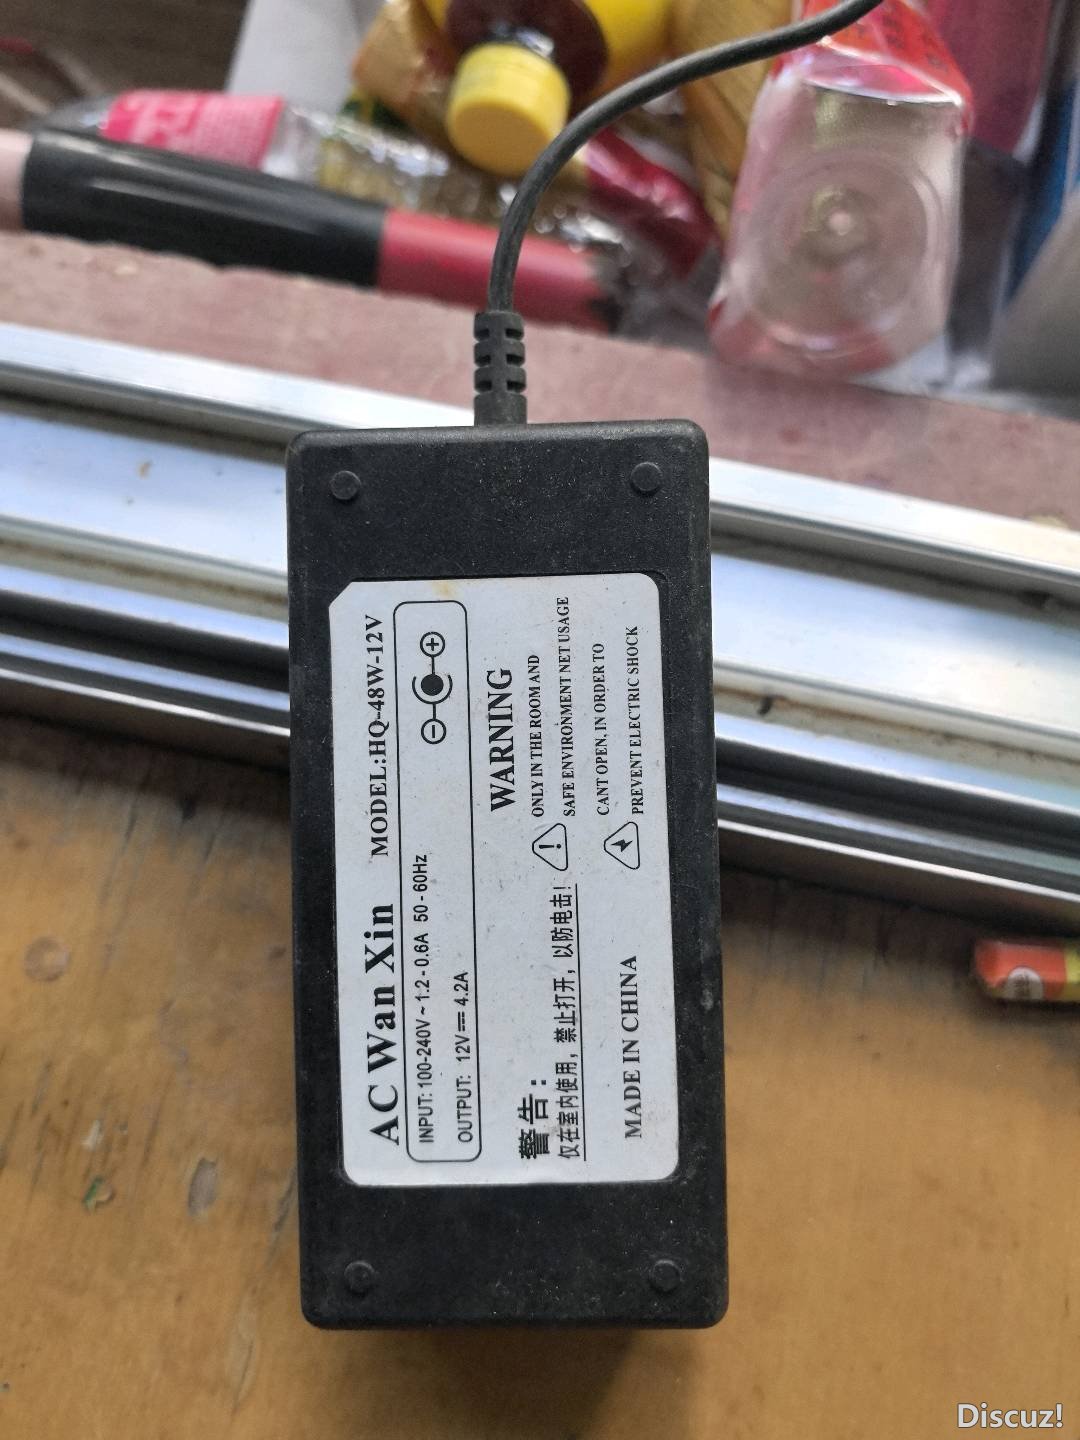 AC Wan Xin MODEL:HQ-48W-12V
INPUT: 100-240V ~ 1:2 - 0.6A 50 - 60Hz
OUTPUT: 12V⎓4.2A
WARNING
警告：
仅在室内使用，禁止打开，以防电击！
ONLY IN THE ROOM AND
SAFE ENVIRONMENT NET USAGE
CANT OPEN, IN ORDER TO
PREVENT ELECTRIC SHOCK
MADE IN CHINA
Discuz!